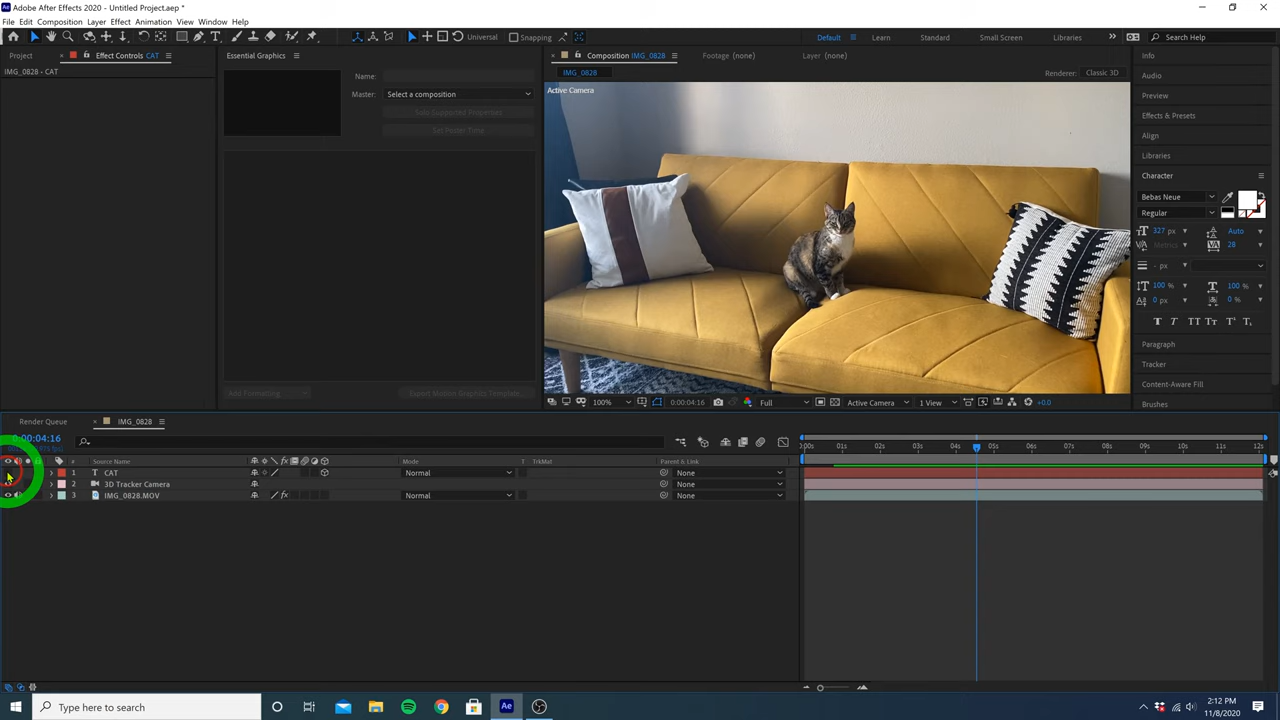 Adobe After Effects 2020 - Untitled Project.aep *
File Edit Composition Layer Effect Animation View Window Help
Universal Snapping Default Learn Standard Small Screen Libraries Search Help
Project Effect Controls CAT Essential Graphics Composition IMG_0828 Footage (none) Layer (none) Info
IMG_0828 • CAT Name: IMG_0828 Renderer: Classic 3D Audio
Master: Select a composition Active Camera Preview
Solo Supported Properties Effects & Presets
Set Poster Time Align
Libraries
Character
Bebas Neue
Regular
327 px Auto
Metrics 28
- px
100 % 100 %
0 px 0 %
Paragraph
Tracker
Content-Aware Fill
Add Formatting Export Motion Graphics Template... 100% 0:00:04:16 Full Active Camera 1 View +0.0 Brushes
Render Queue IMG_0828
0:00:04:16
# Source Name Mode T TrkMat Parent & Link :00s 01s 02s 03s 04s 05s 06s 07s 08s 09s 10s 11s 12s
1 T CAT Normal None
2 3D Tracker Camera None
3 IMG_0828.MOV Normal None
Type here to search 2:12 PM
11/8/2020